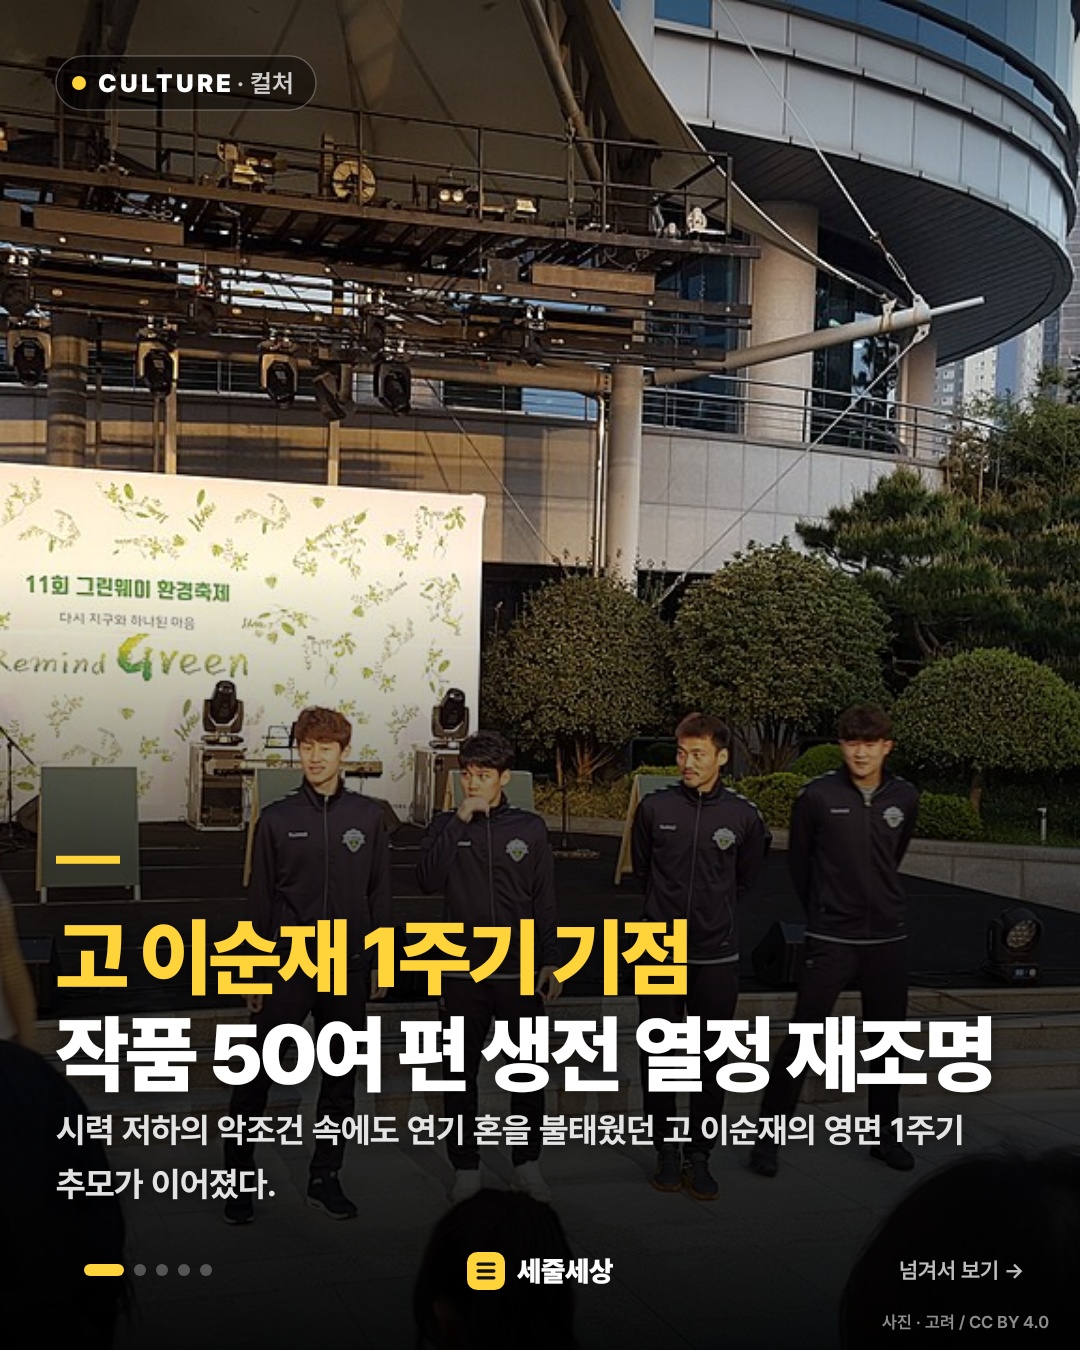 CULTURE · 컬처
11회 그린웨이 환경축제
다시 지구와 하나된 마음
Remind Green
고 이순재 1주기 기점
작품 50여 편 생전 열정 재조명
시력 저하의 악조건 속에도 연기 혼을 불태웠던 고 이순재의 영면 1주기
추모가 이어졌다.
세줄세상
넘겨서 보기 →
사진 · 고려 / CC BY 4.0